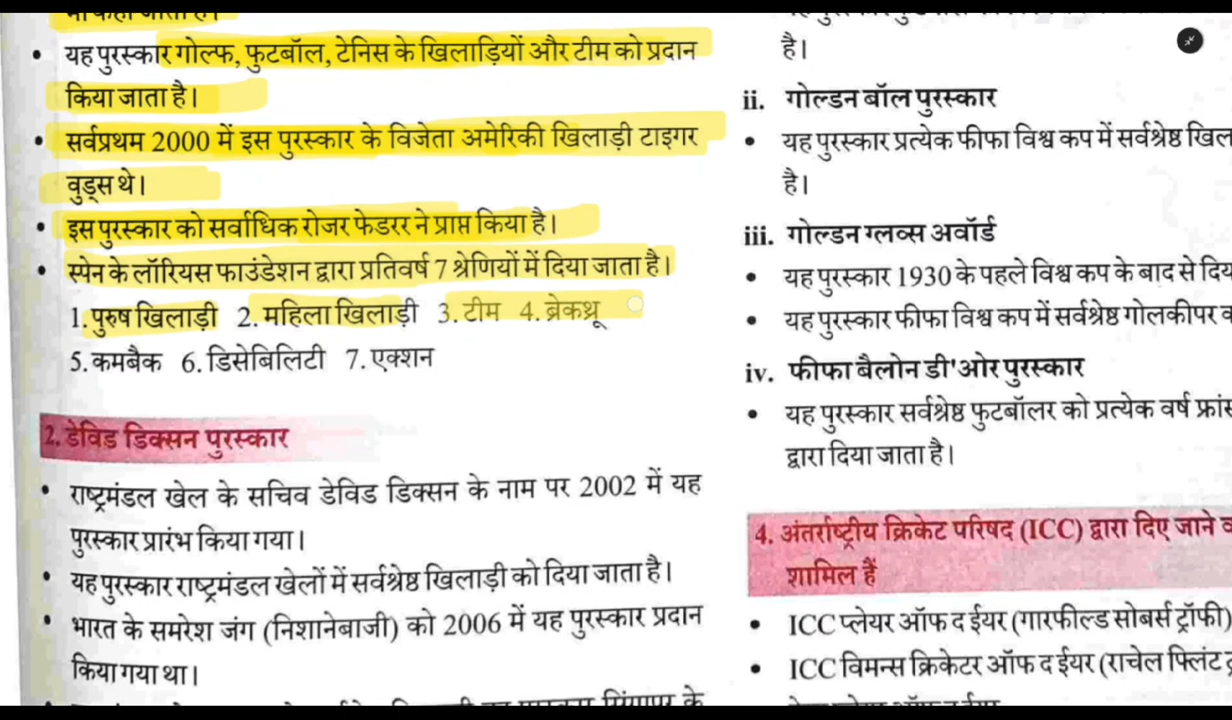 • यह पुरस्कार गोल्फ, फुटबॉल, टेनिस के खिलाड़ियों और टीम को प्रदान
किया जाता है।
• सर्वप्रथम 2000 में इस पुरस्कार के विजेता अमेरिकी खिलाड़ी टाइगर
वुड्स थे।
• इस पुरस्कार को सर्वाधिक रोजर फेडरर ने प्राप्त किया है।
• स्पेन के लॉरियस फाउंडेशन द्वारा प्रतिवर्ष 7 श्रेणियों में दिया जाता है।
1. पुरुष खिलाड़ी 2. महिला खिलाड़ी 3. टीम 4. ब्रेकथ्रू
5. कमबैक 6. डिसेबिलिटी 7. एक्शन
2. डेविड डिक्सन पुरस्कार
• राष्ट्रमंडल खेल के सचिव डेविड डिक्सन के नाम पर 2002 में यह
पुरस्कार प्रारंभ किया गया।
• यह पुरस्कार राष्ट्रमंडल खेलों में सर्वश्रेष्ठ खिलाड़ी को दिया जाता है।
• भारत के समरेश जंग (निशानेबाजी) को 2006 में यह पुरस्कार प्रदान
किया गया था।
है।
ii. गोल्डन बॉल पुरस्कार
• यह पुरस्कार प्रत्येक फीफा विश्व कप में सर्वश्रेष्ठ
है।
iii. गोल्डन ग्लव्स अवॉर्ड
• यह पुरस्कार 1930 के पहले विश्व कप के बाद से
• यह पुरस्कार फीफा विश्व कप में सर्वश्रेष्ठ गोलकीपर
iv. फीफा बैलोन डी'ओर पुरस्कार
• यह पुरस्कार सर्वश्रेष्ठ फुटबॉलर को प्रत्येक वर्ष
द्वारा दिया जाता है।
4. अंतर्राष्ट्रीय क्रिकेट परिषद (ICC) द्वारा दिए जाने
शामिल हैं
• ICC प्लेयर ऑफ द ईयर (गारफील्ड सोबर्स ट्रॉफी)
• ICC विमन्स क्रिकेटर ऑफ द ईयर (राचेल फ्लिंट